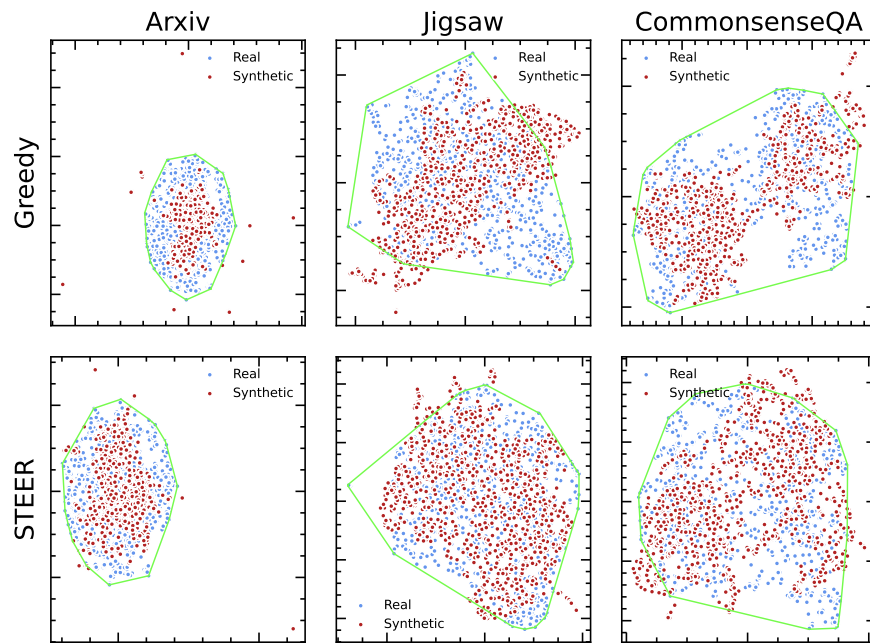 Arxiv Jigsaw CommonsenseQA
Greedy
Real
Synthetic
Real
Synthetic
Real
Synthetic
STEER
Real
Synthetic
Real
Synthetic
Real
Synthetic